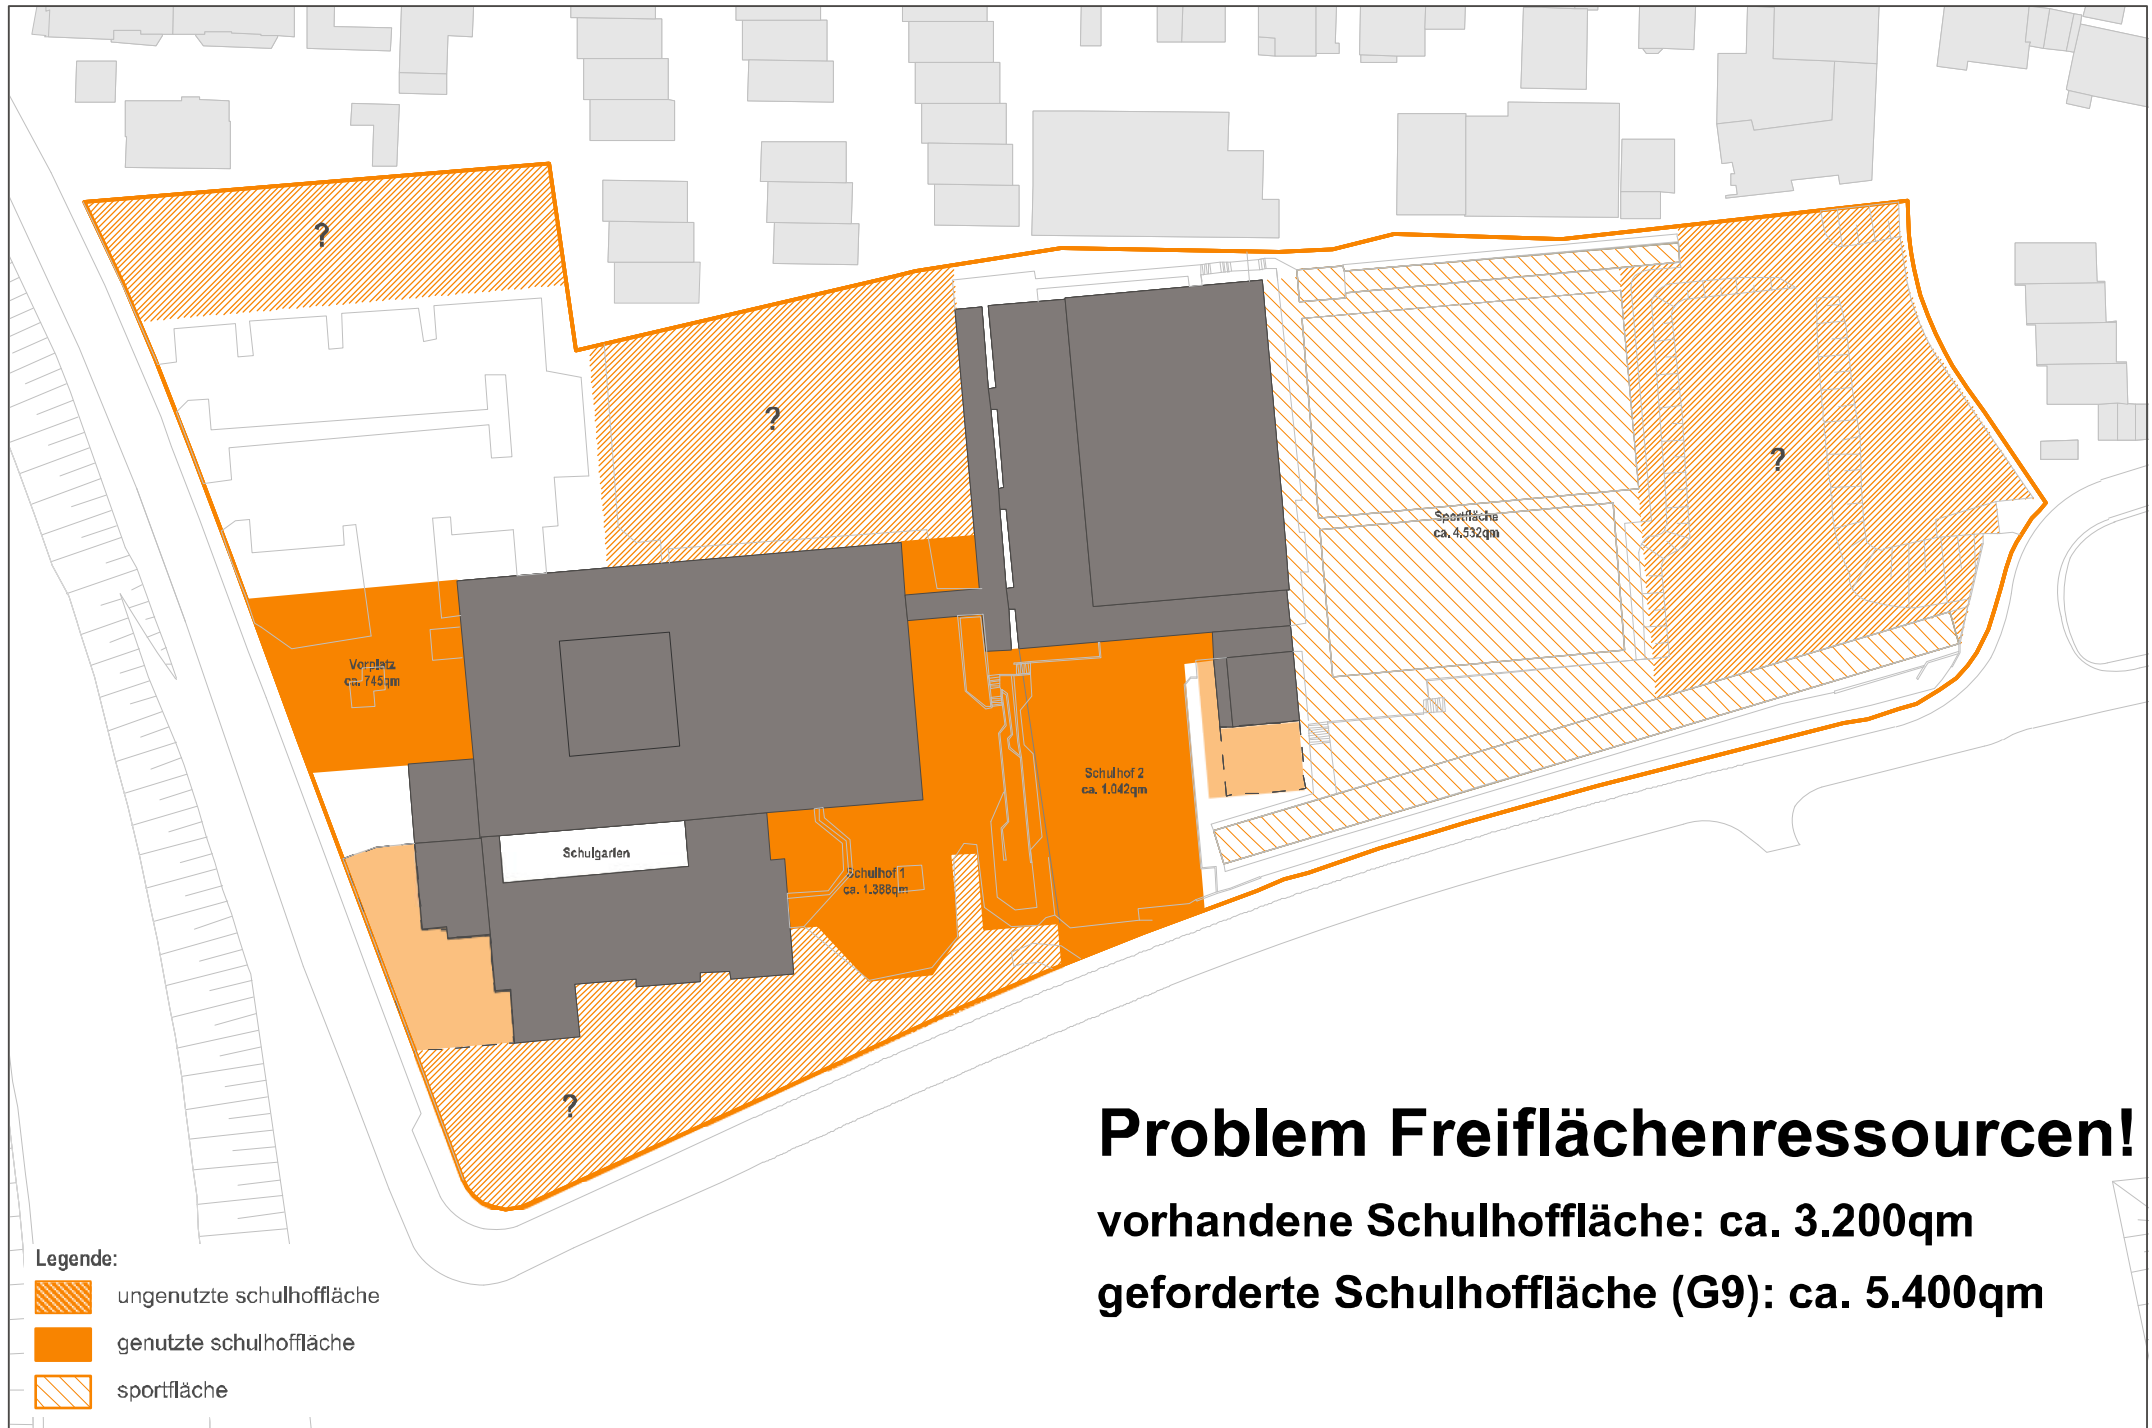 ?
?
?
Sportfläche
ca. 4.532qm
Vorplatz
ca. 745qm
Schulhof 2
ca. 1.042qm
Schulgarten
Schulhof 1
ca. 1.388qm
?
Problem Freiflächenressourcen!
vorhandene Schulhoffläche: ca. 3.200qm
geforderte Schulhoffläche (G9): ca. 5.400qm
Legende:
ungenutzte schulhoffläche
genutzte schulhoffläche
sportfläche